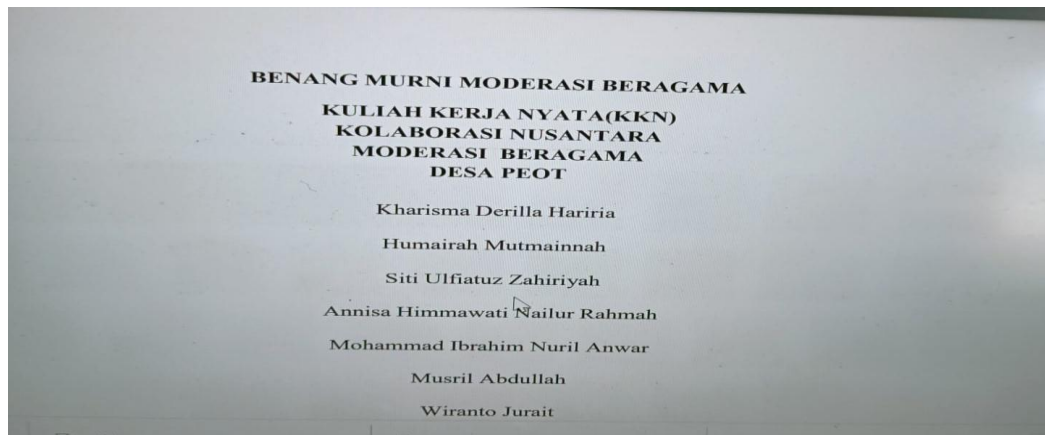 BENANG MURNI MODERASI BERAGAMA
KULIAH KERJA NYATA(KKN)
KOLABORASI NUSANTARA
MODERASI BERAGAMA
DESA PEOT
Kharisma Derilla Hariria
Humairah Mutmainnah
Siti Ulfiatuz Zahiriyah
Annisa Himmawati Nailur Rahmah
Mohammad Ibrahim Nuril Anwar
Musril Abdullah
Wiranto Jurait